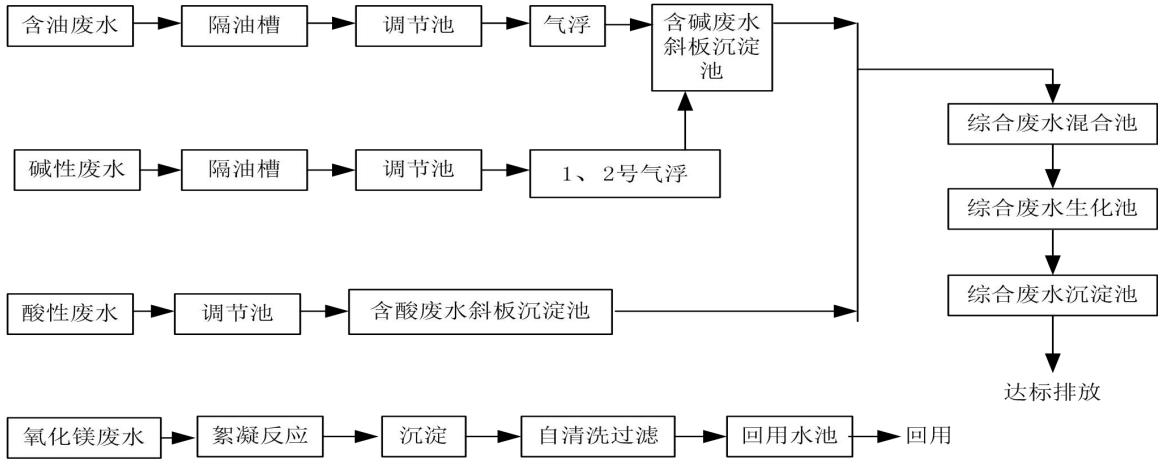 含油废水
隔油槽
调节池
气浮
含碱废水
斜板沉淀
池
碱性废水
隔油槽
调节池
1、2号气浮
酸性废水
调节池
含酸废水斜板沉淀池
综合废水混合池
综合废水生化池
综合废水沉淀池
达标排放
氧化镁废水
絮凝反应
沉淀
自清洗过滤
回用水池
回用